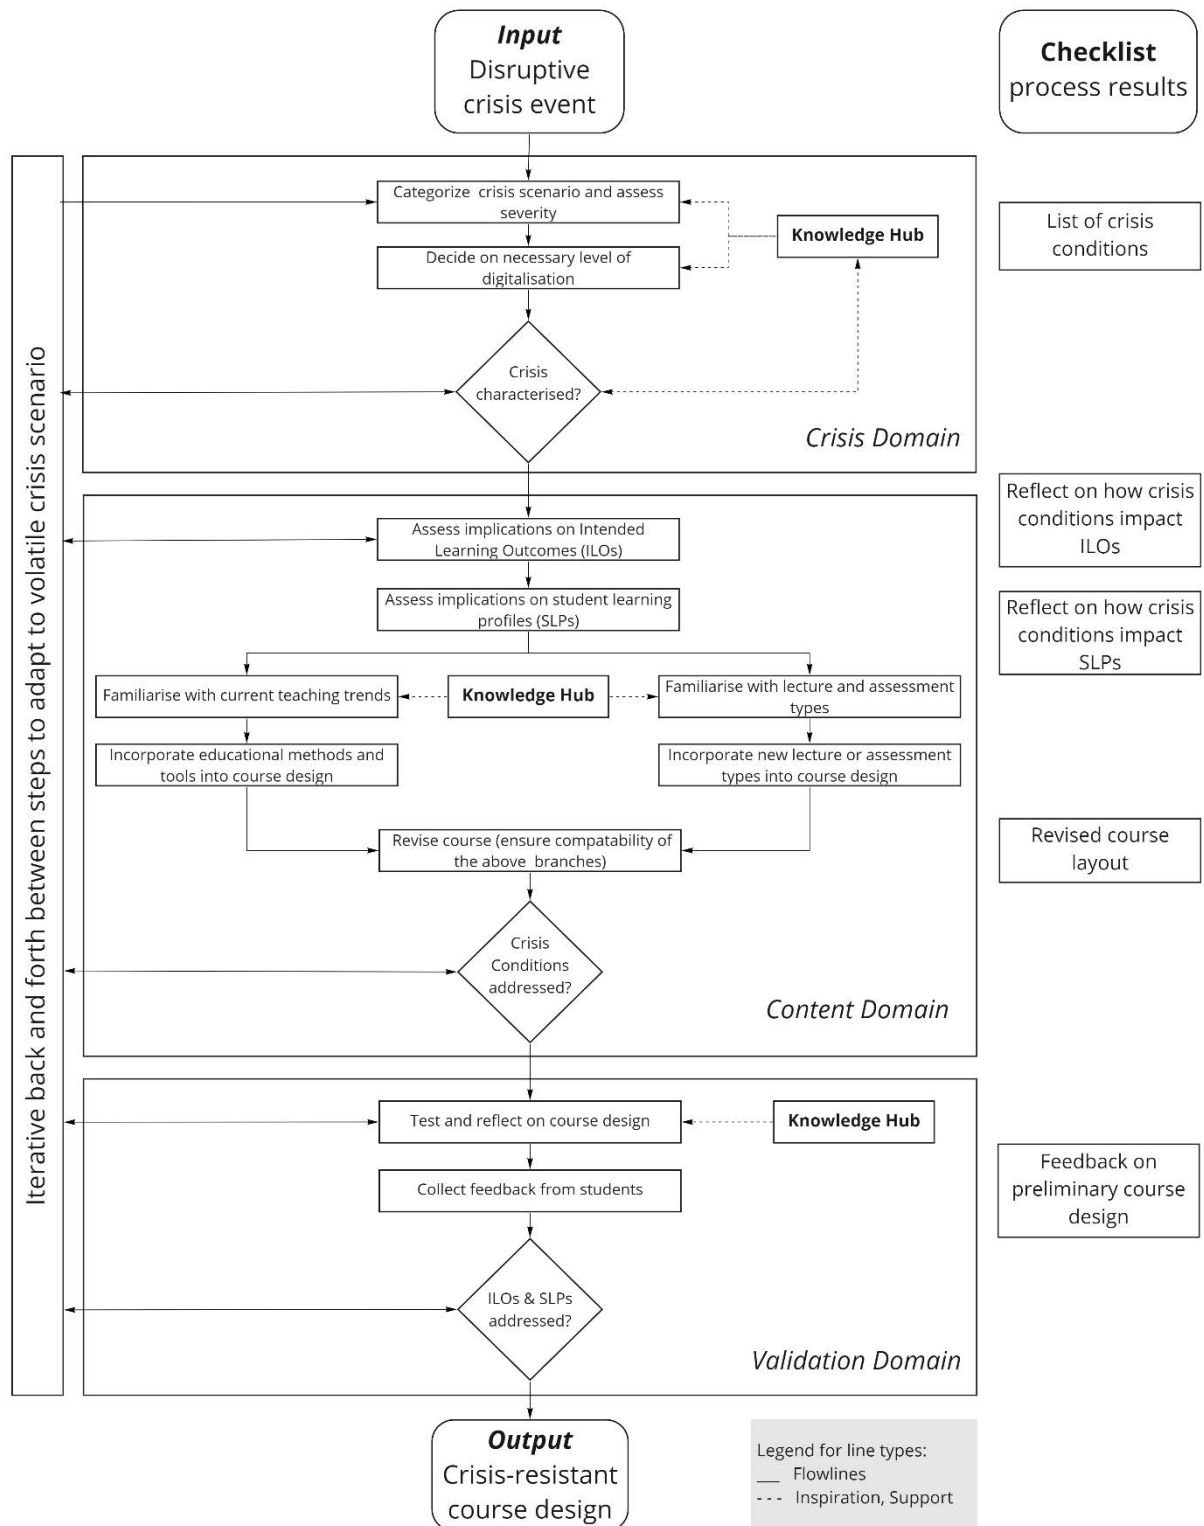 Input
Disruptive
crisis event
Checklist
process results
Iterative back and forth between steps to adapt to volatile crisis scenario
Categorize crisis scenario and assess
severity
Knowledge Hub
Decide on necessary level of
digitalisation
List of crisis
conditions
Crisis
characterised?
Crisis Domain
Reflect on how crisis
conditions impact
ILOs
Assess implications on Intended
Learning Outcomes (ILOs)
Assess implications on student learning
profiles (SLPs)
Reflect on how crisis
conditions impact
SLPs
Familiarise with current teaching trends
Knowledge Hub
Familiarise with lecture and assessment
types
Incorporate educational methods and
tools into course design
Incorporate new lecture or assessment
types into course design
Revise course (ensure compatability of
the above branches)
Revised course
layout
Crisis
Conditions
addressed?
Content Domain
Test and reflect on course design
Knowledge Hub
Collect feedback from students
Feedback on
preliminary course
design
ILOs & SLPs
addressed?
Validation Domain
Output
Crisis-resistant
course design
Legend for line types:
Flowlines
Inspiration, Support